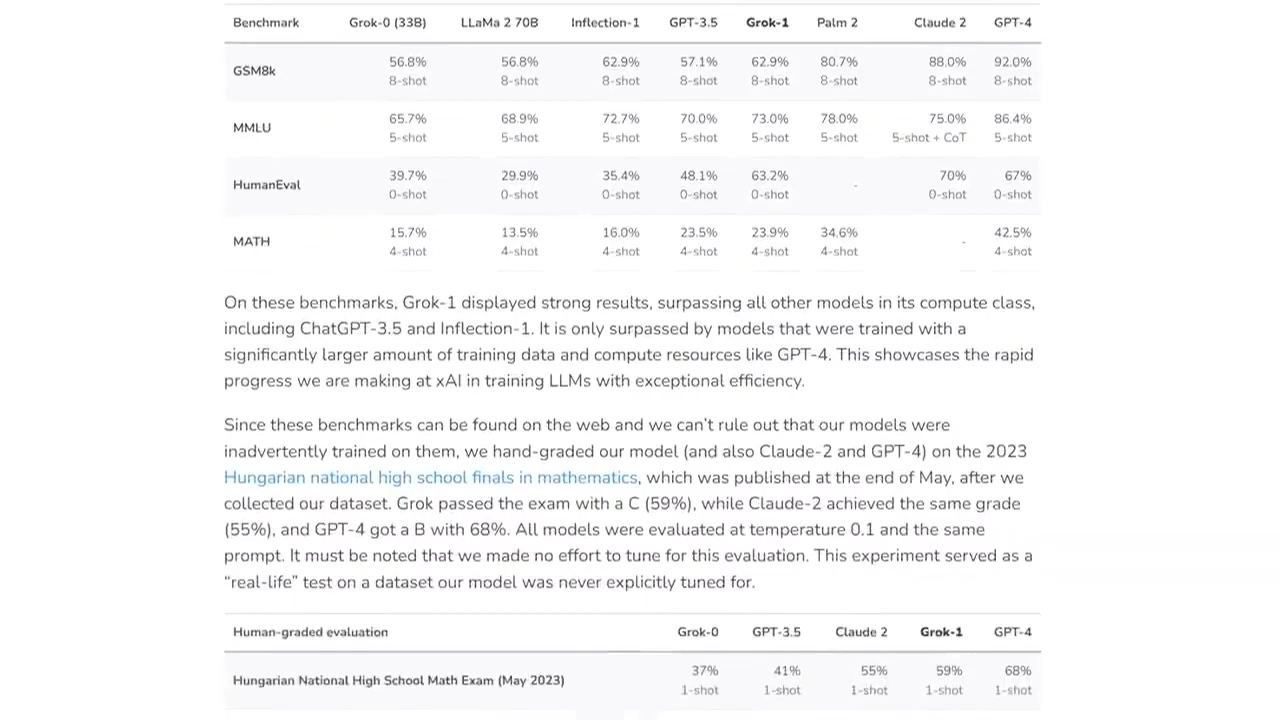 Benchmark Grok-0 (33B) LLaMa 2 70B Inflection-1 GPT-3.5 Grok-1 Palm 2 Claude 2 GPT-4
GSM8k 56.8% 56.8% 62.9% 57.1% 62.9% 80.7% 88.0% 92.0%
8-shot 8-shot 8-shot 8-shot 8-shot 8-shot 8-shot 8-shot
MMLU 65.7% 68.9% 72.7% 70.0% 73.0% 78.0% 75.0% 86.4%
5-shot 5-shot 5-shot 5-shot 5-shot 5-shot 5-shot + CoT 5-shot
HumanEval 39.7% 29.9% 35.4% 48.1% 63.2% - 70% 67%
0-shot 0-shot 0-shot 0-shot 0-shot 0-shot 0-shot
MATH 15.7% 13.5% 16.0% 23.5% 23.9% 34.6% - 42.5%
4-shot 4-shot 4-shot 4-shot 4-shot 4-shot 4-shot
On these benchmarks, Grok-1 displayed strong results, surpassing all other models in its compute class,
including ChatGPT-3.5 and Inflection-1. It is only surpassed by models that were trained with a
significantly larger amount of training data and compute resources like GPT-4. This showcases the rapid
progress we are making at xAI in training LLMs with exceptional efficiency.
Since these benchmarks can be found on the web and we can't rule out that our models were
inadvertently trained on them, we hand-graded our model (and also Claude-2 and GPT-4) on the 2023
Hungarian national high school finals in mathematics, which was published at the end of May, after we
collected our dataset. Grok passed the exam with a C (59%), while Claude-2 achieved the same grade
(55%), and GPT-4 got a B with 68%. All models were evaluated at temperature 0.1 and the same
prompt. It must be noted that we made no effort to tune for this evaluation. This experiment served as a
"real-life" test on a dataset our model was never explicitly tuned for.
Human-graded evaluation Grok-0 GPT-3.5 Claude 2 Grok-1 GPT-4
Hungarian National High School Math Exam (May 2023) 37% 41% 55% 59% 68%
1-shot 1-shot 1-shot 1-shot 1-shot